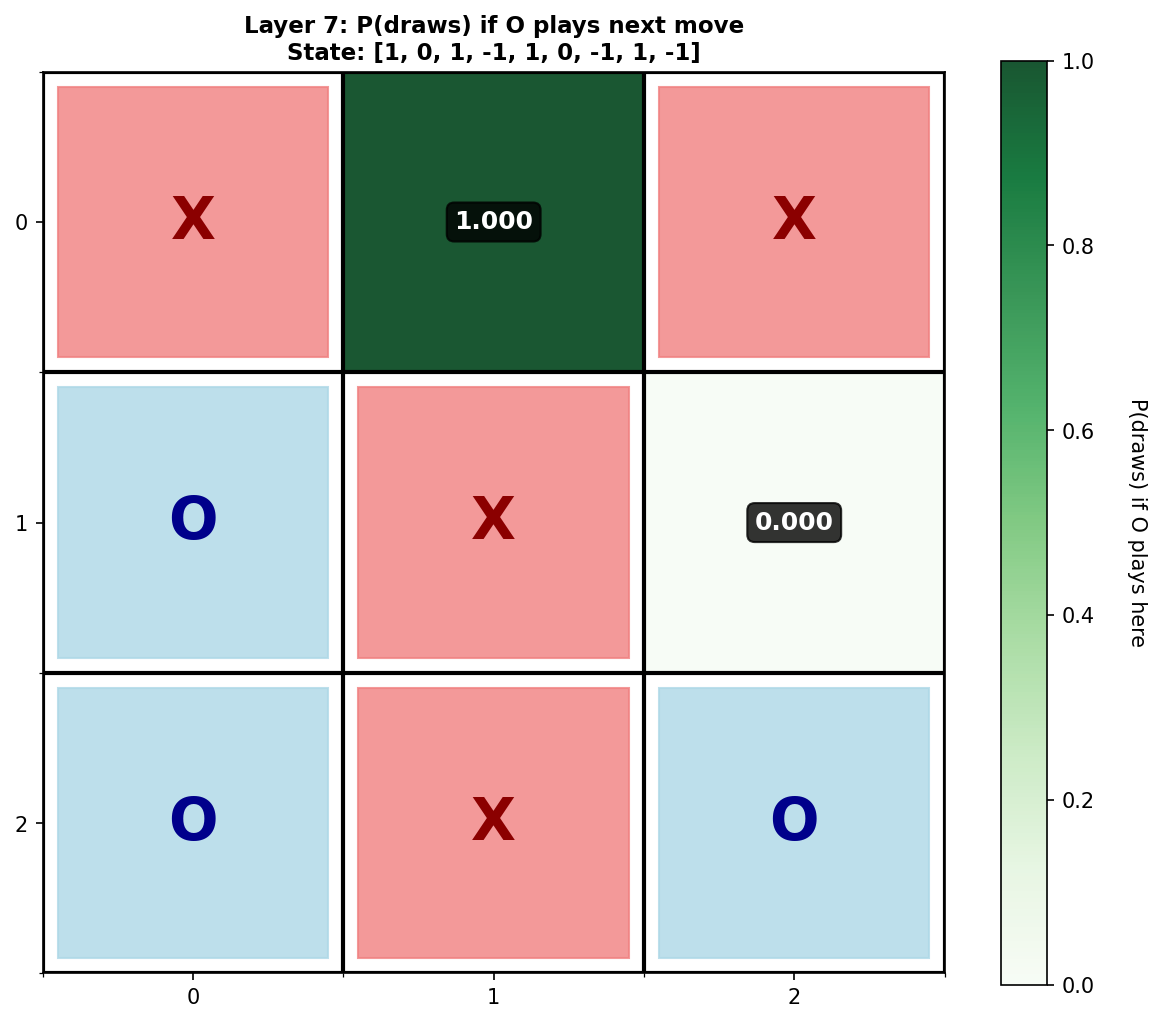 Layer 7: P(draws) if O plays next move
State: [1, 0, 1, -1, 1, 0, -1, 1, -1]
X
1.000
X
O
X
0.000
O
X
O
0
1
2
0
1
2
1.0
0.8
0.6
0.4
0.2
0.0
P(draws) if O plays here